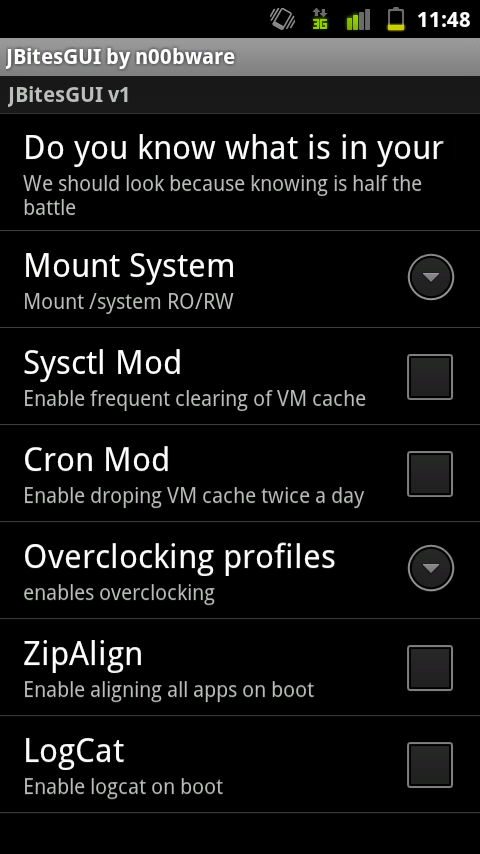 3G 11:48
JBitesGUI by n00bware
JBitesGUI v1
Do you know what is in your
We should look because knowing is half the
battle
Mount System
Mount /system RO/RW
Sysctl Mod
Enable frequent clearing of VM cache
Cron Mod
Enable droping VM cache twice a day
Overclocking profiles
enables overclocking
ZipAlign
Enable aligning all apps on boot
LogCat
Enable logcat on boot